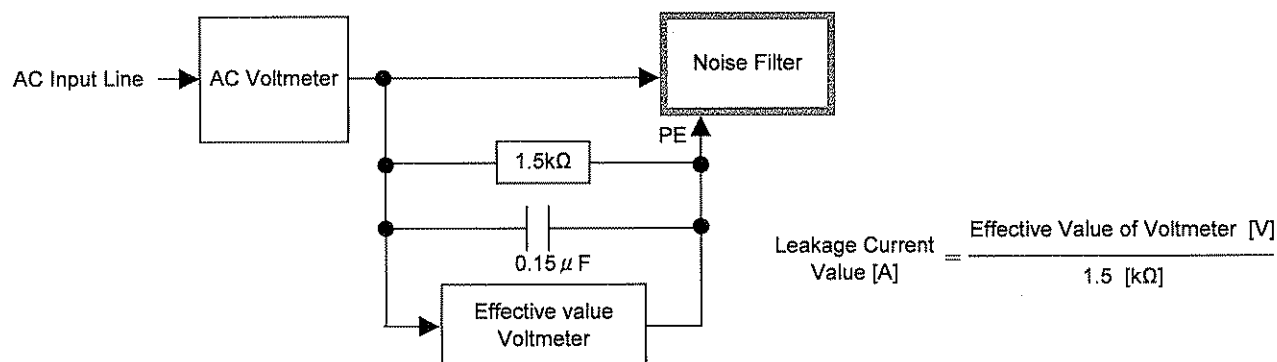 Noise Filter
AC Input Line
AC Voltmeter
PE
1.5kΩ
0.15 μ F
Effective value
Voltmeter
Leakage Current
Value [A]
=
Effective Value of Voltmeter [V]
1.5 [kΩ]